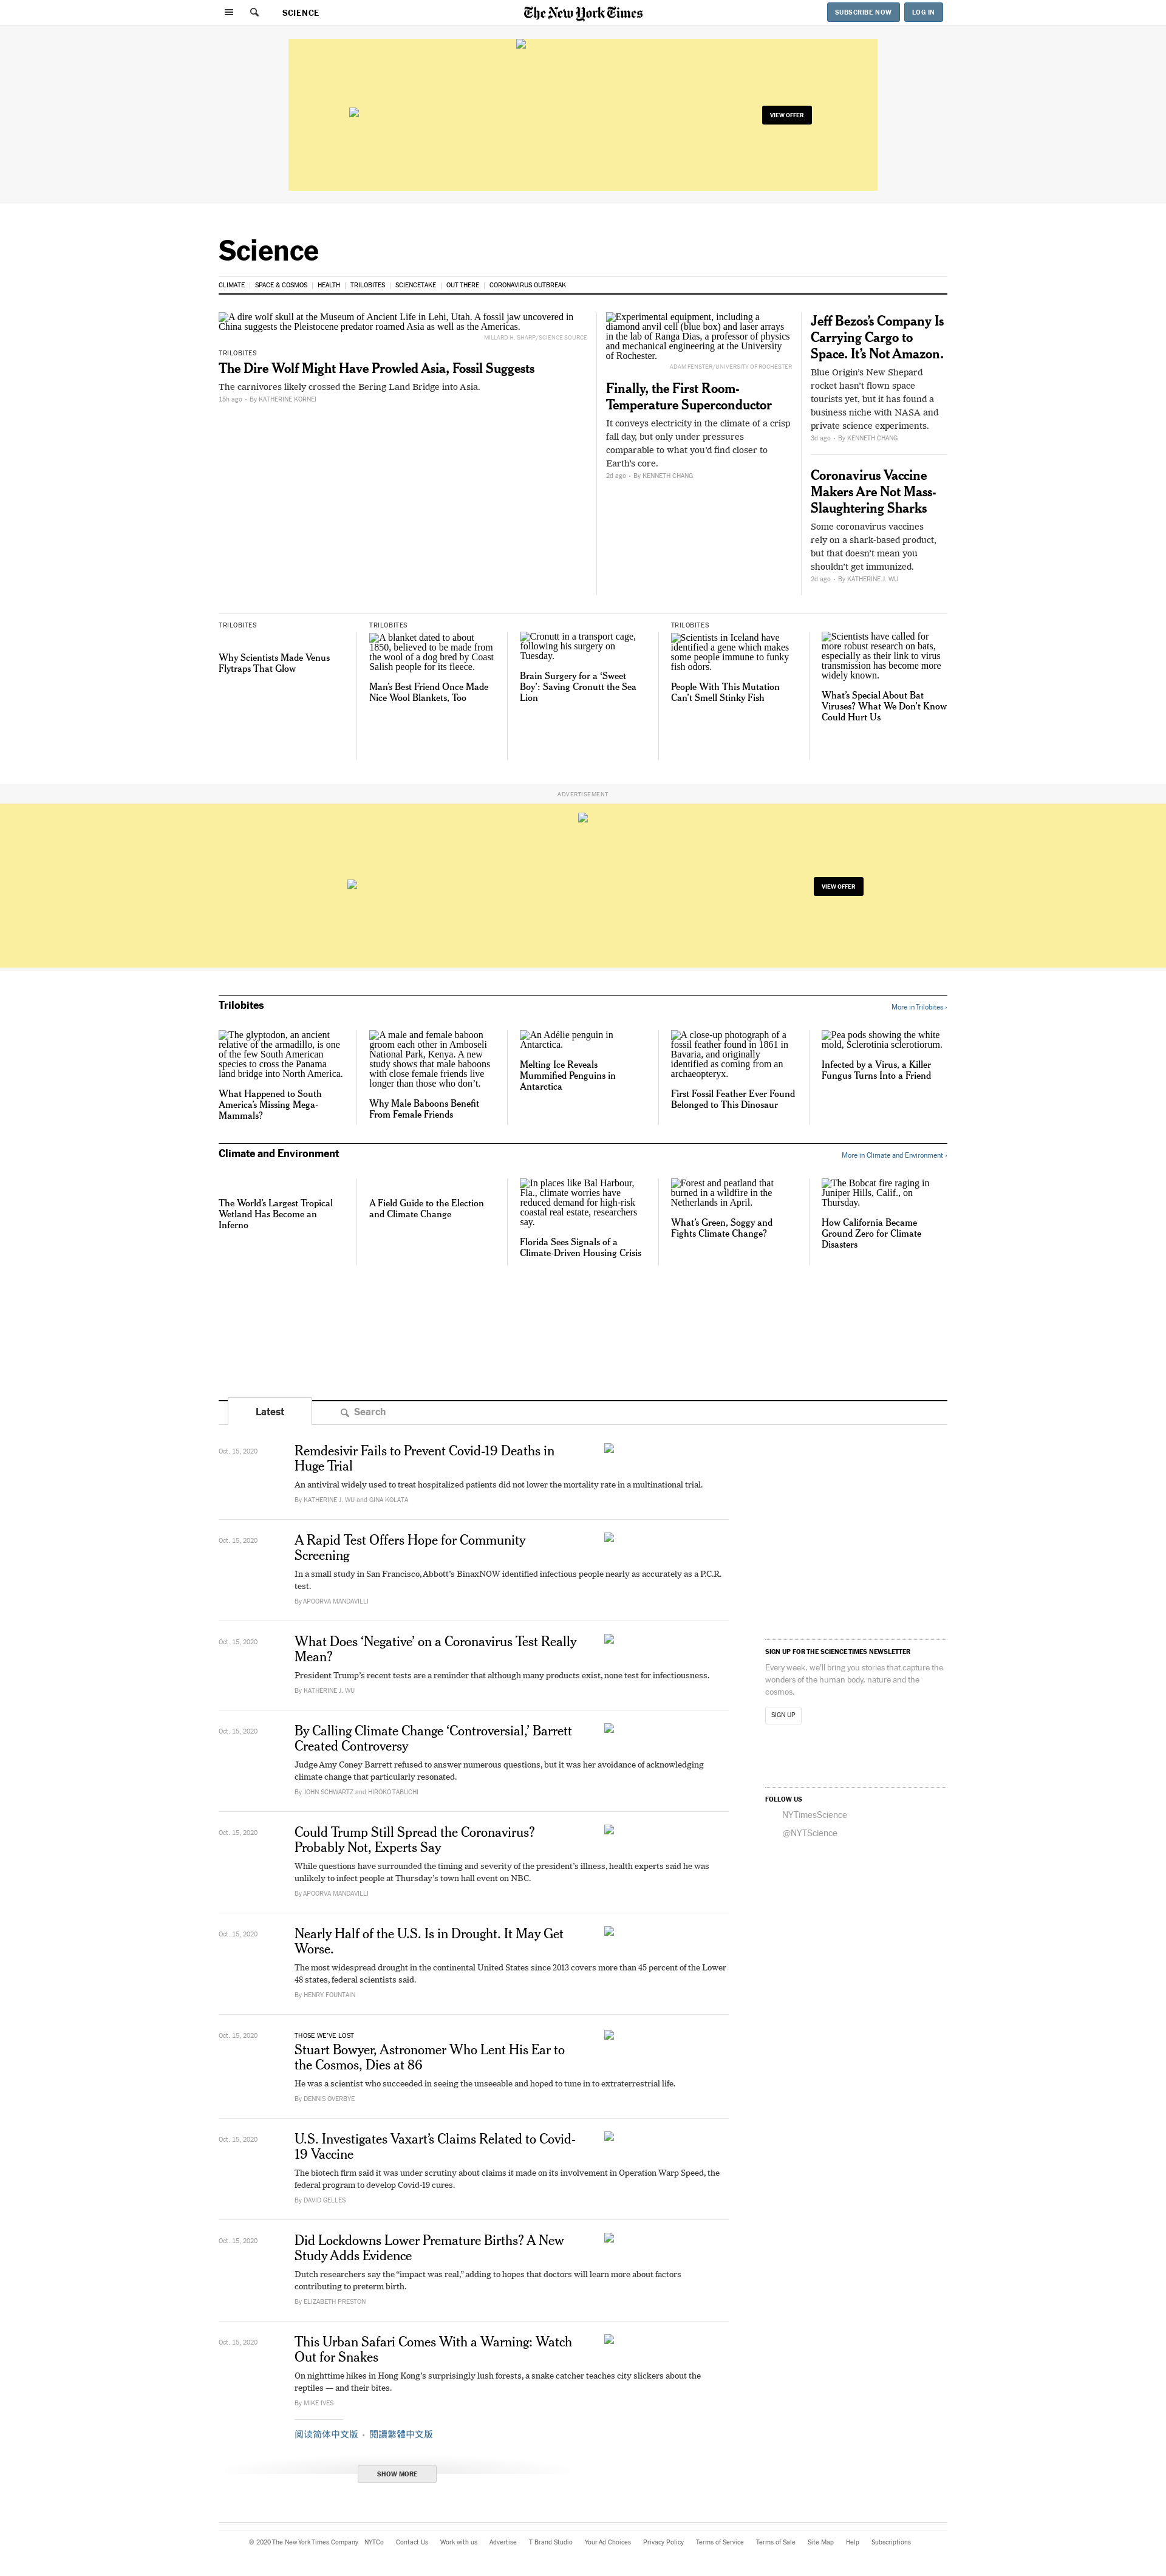 SCIENCE
The New York Times
SUBSCRIBE NOW
LOG IN
VIEW OFFER
Science
CLIMATE
SPACE & COSMOS
HEALTH
TRILOBITES
SCIENCETAKE
OUT THERE
CORONAVIRUS OUTBREAK
A dire wolf skull at the Museum of Ancient Life in Lehi, Utah. A fossil jaw uncovered in
China suggests the Pleistocene predator roamed Asia as well as the Americas.
MILLARD H. SHARP/SCIENCE SOURCE
TRILOBITES
The Dire Wolf Might Have Prowled Asia, Fossil Suggests
The carnivores likely crossed the Bering Land Bridge into Asia.
15h ago • By KATHERINE KORNEI
Experimental equipment, including a
diamond anvil cell (blue box) and laser arrays
in the lab of Ranga Dias, a professor of physics
and mechanical engineering at the University
of Rochester.
ADAM FENSTER/UNIVERSITY OF ROCHESTER
Finally, the First Room-
Temperature Superconductor
It conveys electricity in the climate of a crisp
fall day, but only under pressures
comparable to what you'd find closer to
Earth's core.
2d ago • By KENNETH CHANG
Jeff Bezos's Company Is
Carrying Cargo to
Space. It's Not Amazon.
Blue Origin's New Shepard
rocket hasn't flown space
tourists yet, but it has found a
business niche with NASA and
private science experiments.
3d ago • By KENNETH CHANG
Coronavirus Vaccine
Makers Are Not Mass-
Slaughtering Sharks
Some coronavirus vaccines
rely on a shark-based product,
but that doesn't mean you
shouldn't get immunized.
2d ago • By KATHERINE J. WU
TRILOBITES
Why Scientists Made Venus
Flytraps That Glow
TRILOBITES
A blanket dated to about
1850, believed to be made from
the wool of a dog bred by Coast
Salish people for its fleece.
Man's Best Friend Once Made
Nice Wool Blankets, Too
Cronutt in a transport cage,
following his surgery on
Tuesday.
Brain Surgery for a 'Sweet
Boy': Saving Cronutt the Sea
Lion
TRILOBITES
Scientists in Iceland have
identified a gene which makes
some people immune to funky
fish odors.
People With This Mutation
Can't Smell Stinky Fish
Scientists have called for
more robust research on bats,
especially as their link to virus
transmission has become more
widely known.
What's Special About Bat
Viruses? What We Don't Know
Could Hurt Us
ADVERTISEMENT
VIEW OFFER
Trilobites
More in Trilobites ›
The glyptodon, an ancient
relative of the armadillo, is one
of the few South American
species to cross the Panama
land bridge into North America.
What Happened to South
America's Missing Mega-
Mammals?
A male and female baboon
groom each other in Amboseli
National Park, Kenya. A new
study shows that male baboons
with close female friends live
longer than those who don't.
Why Male Baboons Benefit
From Female Friends
An Adélie penguin in
Antarctica.
Melting Ice Reveals
Mummified Penguins in
Antarctica
A close-up photograph of a
fossil feather found in 1861 in
Bavaria, and originally
identified as coming from an
archaeopteryx.
First Fossil Feather Ever Found
Belonged to This Dinosaur
Pea pods showing the white
mold, Sclerotinia sclerotiorum.
Infected by a Virus, a Killer
Fungus Turns Into a Friend
Climate and Environment
More in Climate and Environment ›
The World's Largest Tropical
Wetland Has Become an
Inferno
A Field Guide to the Election
and Climate Change
In places like Bal Harbour,
Fla., climate worries have
reduced demand for high-risk
coastal real estate, researchers
say.
Florida Sees Signals of a
Climate-Driven Housing Crisis
Forest and peatland that
burned in a wildfire in the
Netherlands in April.
What's Green, Soggy and
Fights Climate Change?
The Bobcat fire raging in
Juniper Hills, Calif., on
Thursday.
How California Became
Ground Zero for Climate
Disasters
Latest
Search
Oct. 15, 2020
Remdesivir Fails to Prevent Covid-19 Deaths in
Huge Trial
An antiviral widely used to treat hospitalized patients did not lower the mortality rate in a multinational trial.
By KATHERINE J. WU and GINA KOLATA
Oct. 15, 2020
A Rapid Test Offers Hope for Community
Screening
In a small study in San Francisco, Abbott's BinaxNOW identified infectious people nearly as accurately as a P.C.R.
test.
By APOORVA MANDAVILLI
Oct. 15, 2020
What Does 'Negative' on a Coronavirus Test Really
Mean?
President Trump's recent tests are a reminder that although many products exist, none test for infectiousness.
By KATHERINE J. WU
Oct. 15, 2020
By Calling Climate Change 'Controversial,' Barrett
Created Controversy
Judge Amy Coney Barrett refused to answer numerous questions, but it was her avoidance of acknowledging
climate change that particularly resonated.
By JOHN SCHWARTZ and HIROKO TABUCHI
Oct. 15, 2020
Could Trump Still Spread the Coronavirus?
Probably Not, Experts Say
While questions have surrounded the timing and severity of the president's illness, health experts said he was
unlikely to infect people at Thursday's town hall event on NBC.
By APOORVA MANDAVILLI
Oct. 15, 2020
Nearly Half of the U.S. Is in Drought. It May Get
Worse.
The most widespread drought in the continental United States since 2013 covers more than 45 percent of the Lower
48 states, federal scientists said.
By HENRY FOUNTAIN
Oct. 15, 2020
THOSE WE'VE LOST
Stuart Bowyer, Astronomer Who Lent His Ear to
the Cosmos, Dies at 86
He was a scientist who succeeded in seeing the unseeable and hoped to tune in to extraterrestrial life.
By DENNIS OVERBYE
Oct. 15, 2020
U.S. Investigates Vaxart's Claims Related to Covid-
19 Vaccine
The biotech firm said it was under scrutiny about claims it made on its involvement in Operation Warp Speed, the
federal program to develop Covid-19 cures.
By DAVID GELLES
Oct. 15, 2020
Did Lockdowns Lower Premature Births? A New
Study Adds Evidence
Dutch researchers say the "impact was real," adding to hopes that doctors will learn more about factors
contributing to preterm birth.
By ELIZABETH PRESTON
Oct. 15, 2020
This Urban Safari Comes With a Warning: Watch
Out for Snakes
On nighttime hikes in Hong Kong's surprisingly lush forests, a snake catcher teaches city slickers about the
reptiles — and their bites.
By MIKE IVES
阅读简体中文版 • 閱讀繁體中文版
SHOW MORE
SIGN UP FOR THE SCIENCE TIMES NEWSLETTER
Every week, we'll bring you stories that capture the
wonders of the human body, nature and the
cosmos.
SIGN UP
FOLLOW US
NYTimesScience
@NYTScience
© 2020 The New York Times Company NYTCo Contact Us Work with us Advertise T Brand Studio Your Ad Choices Privacy Policy Terms of Service Terms of Sale Site Map Help Subscriptions